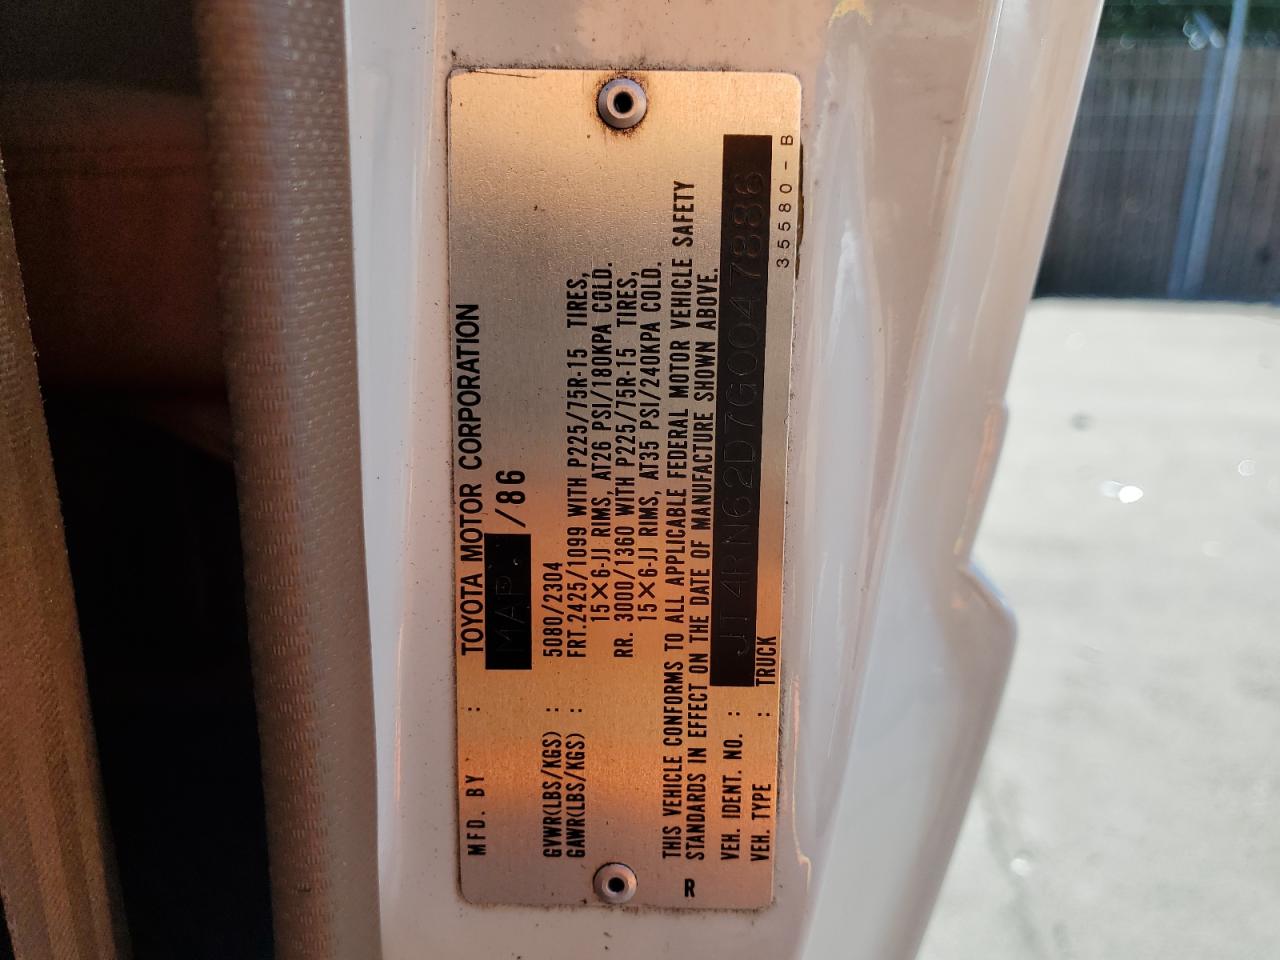 MFD. BY : TOYOTA MOTOR CORPORATION
MAR /86
GVWR(LBS/KGS) : 5080/2304
GAWR(LBS/KGS) : FRT. 2425/1099 WITH P225/75R-15 TIRES,
15×6-JJ RIMS, AT26 PSI/180KPA COLD.
RR. 3000/1360 WITH P225/75R-15 TIRES,
15×6-JJ RIMS, AT35 PSI/240KPA COLD.
THIS VEHICLE CONFORMS TO ALL APPLICABLE FEDERAL MOTOR VEHICLE SAFETY
STANDARDS IN EFFECT ON THE DATE OF MANUFACTURE SHOWN ABOVE.
VEH. IDENT. NO. : JT4RN62D7G0047886
VEH. TYPE : TRUCK
R
35580-B